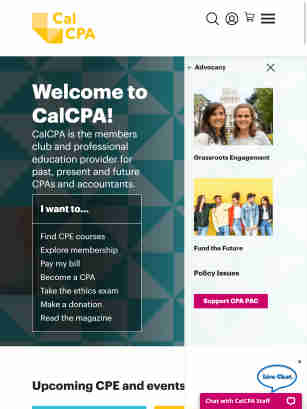 Cal
CPA
← Advocacy
Welcome to
CalCPA!
CalCPA is the members
club and professional
education provider for
past, present and future
CPAs and accountants.
I want to...
Find CPE courses
Explore membership
Pay my bill
Become a CPA
Take the ethics exam
Make a donation
Read the magazine
Grassroots Engagement
Fund the Future
Policy Issues
Support CPA PAC
Upcoming CPE and events
Live Chat
Chat with CalCPA Staff